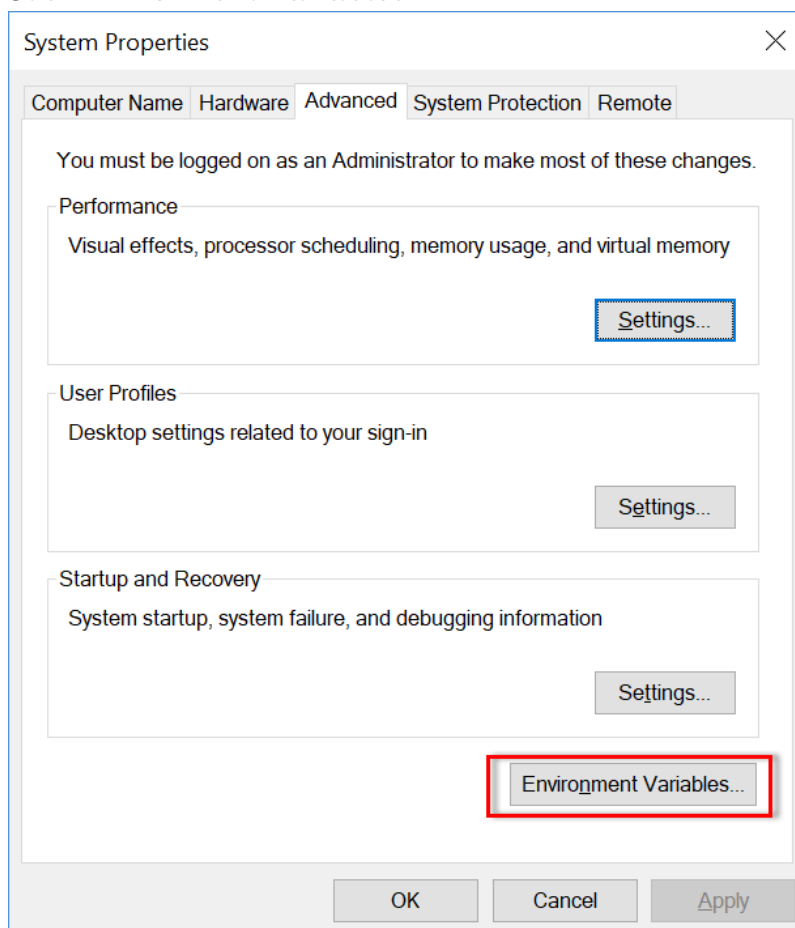 System Properties
Computer Name Hardware Advanced System Protection Remote
You must be logged on as an Administrator to make most of these changes.
Performance
Visual effects, processor scheduling, memory usage, and virtual memory
Settings...
User Profiles
Desktop settings related to your sign-in
Settings...
Startup and Recovery
System startup, system failure, and debugging information
Settings...
Environment Variables...
OK Cancel Apply